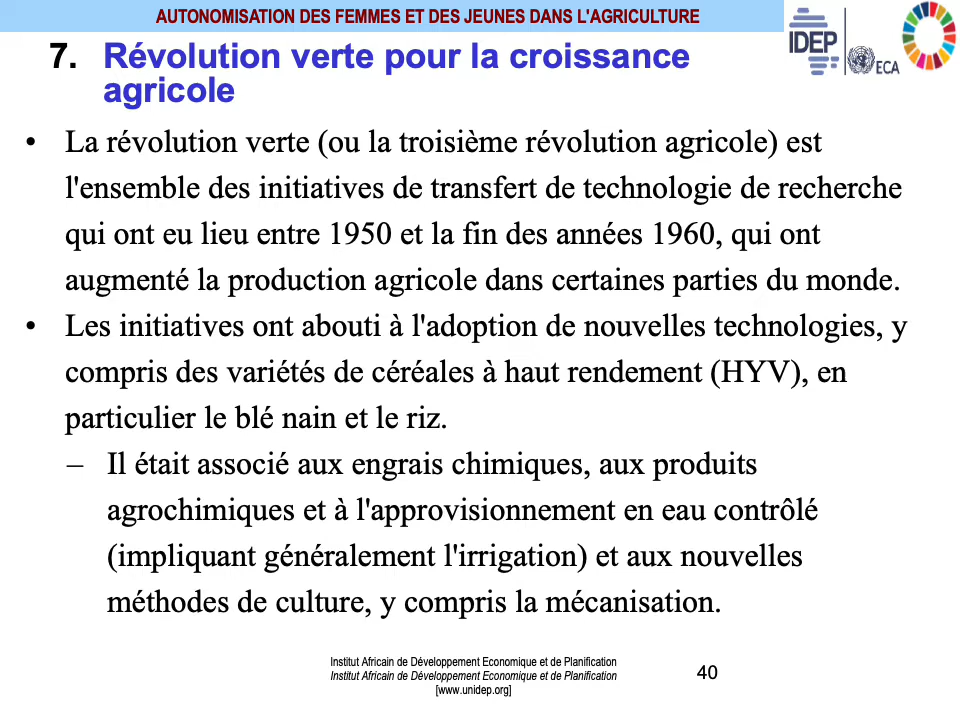 AUTONOMISATION DES FEMMES ET DES JEUNES DANS L'AGRICULTURE
IDEP
ECA
7. Révolution verte pour la croissance
agricole
• La révolution verte (ou la troisième révolution agricole) est
l'ensemble des initiatives de transfert de technologie de recherche
qui ont eu lieu entre 1950 et la fin des années 1960, qui ont
augmenté la production agricole dans certaines parties du monde.
• Les initiatives ont abouti à l'adoption de nouvelles technologies, y
compris des variétés de céréales à haut rendement (HYV), en
particulier le blé nain et le riz.
– Il était associé aux engrais chimiques, aux produits
agrochimiques et à l'approvisionnement en eau contrôlé
(impliquant généralement l'irrigation) et aux nouvelles
méthodes de culture, y compris la mécanisation.
Institut Africain de Développement Economique et de Planification
Institut Africain de Développement Economique et de Planification
[www.unidep.org]
40